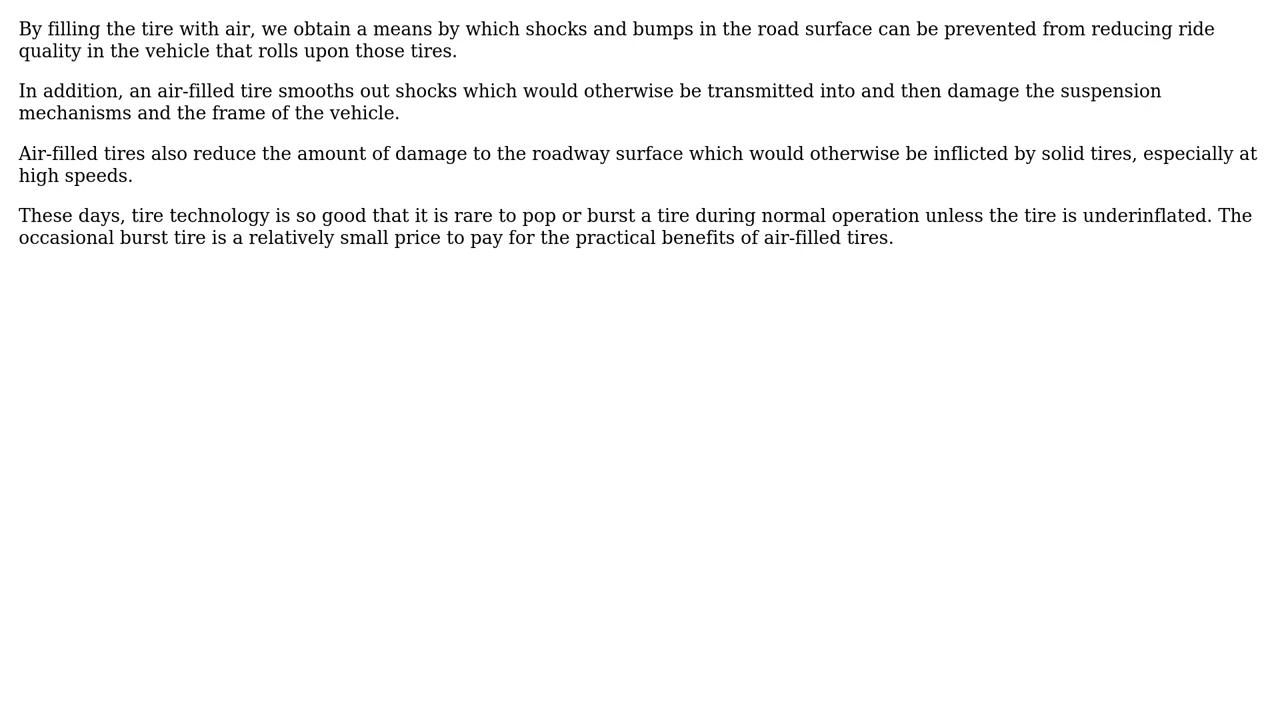 By filling the tire with air, we obtain a means by which shocks and bumps in the road surface can be prevented from reducing ride
quality in the vehicle that rolls upon those tires.
In addition, an air-filled tire smooths out shocks which would otherwise be transmitted into and then damage the suspension
mechanisms and the frame of the vehicle.
Air-filled tires also reduce the amount of damage to the roadway surface which would otherwise be inflicted by solid tires, especially at
high speeds.
These days, tire technology is so good that it is rare to pop or burst a tire during normal operation unless the tire is underinflated. The
occasional burst tire is a relatively small price to pay for the practical benefits of air-filled tires.